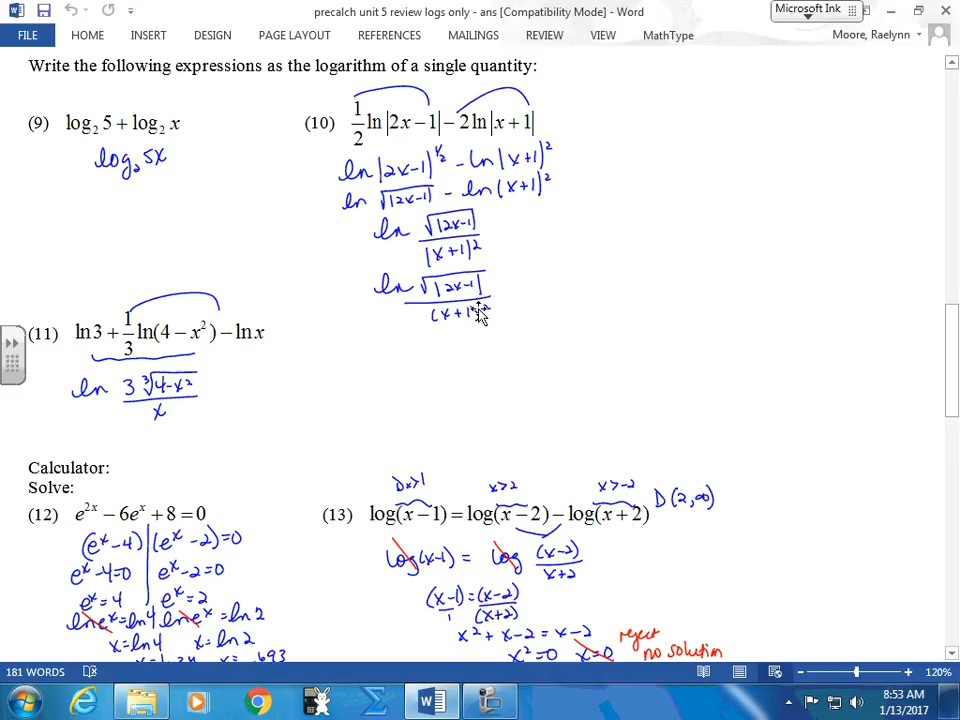 precalch unit 5 review logs only - ans [Compatibility Mode] - Word
Microsoft Ink
FILE HOME INSERT DESIGN PAGE LAYOUT REFERENCES MAILINGS REVIEW VIEW MathType Moore, Raelynn
Write the following expressions as the logarithm of a single quantity:
(9) log₂ 5 + log₂ x
log₂ 5x
(10) 1/2 ln|2x − 1| − 2 ln|x + 1|
ln |2x-1|^½ - ln |x+1|²
ln √|2x-1| - ln (x+1)²
ln √|2x-1| / |x+1|²
ln √|2x-1| / (x+1)²
(11) ln 3 + 1/3 ln(4 − x²) − ln x
ln 3 ∛4-x² / x
Calculator:
Solve:
(12) e^2x − 6e^x + 8 = 0
(e^x -4) (e^x -2)=0
e^x -4=0 e^x -2=0
e^x = 4 e^x = 2
ln e^x = ln 4 ln e^x = ln 2
x = ln 4 x = ln 2
.693
D x>1 x>2 x>-2 D(2,∞)
(13) log(x − 1) = log(x − 2) − log(x + 2)
log (x-1) = log (x-2) / x+2
(x-1) / 1 = (x-2) / (x+2)
x² + x - 2 = x - 2
x² = 0 x = 0 reject
no solution
181 WORDS 120%
8:53 AM
1/13/2017